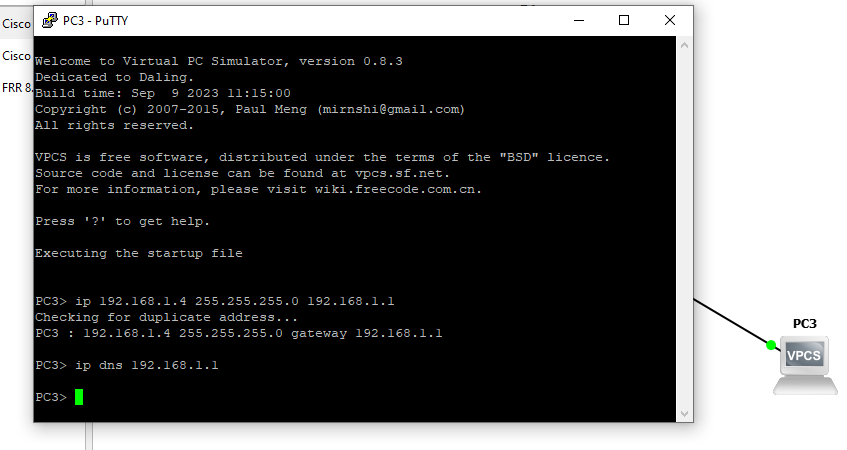 Cisco
Cisco
FRR 8.
PC3 - PuTTY
Welcome to Virtual PC Simulator, version 0.8.3
Dedicated to Daling.
Build time: Sep  9 2023 11:15:00
Copyright (c) 2007-2015, Paul Meng (mirnshi@gmail.com)
All rights reserved.
VPCS is free software, distributed under the terms of the "BSD" licence.
Source code and license can be found at vpcs.sf.net.
For more information, please visit wiki.freecode.com.cn.
Press '?' to get help.
Executing the startup file
PC3> ip 192.168.1.4 255.255.255.0 192.168.1.1
Checking for duplicate address...
PC3 : 192.168.1.4 255.255.255.0 gateway 192.168.1.1
PC3> ip dns 192.168.1.1
PC3>
PC3
VPCS